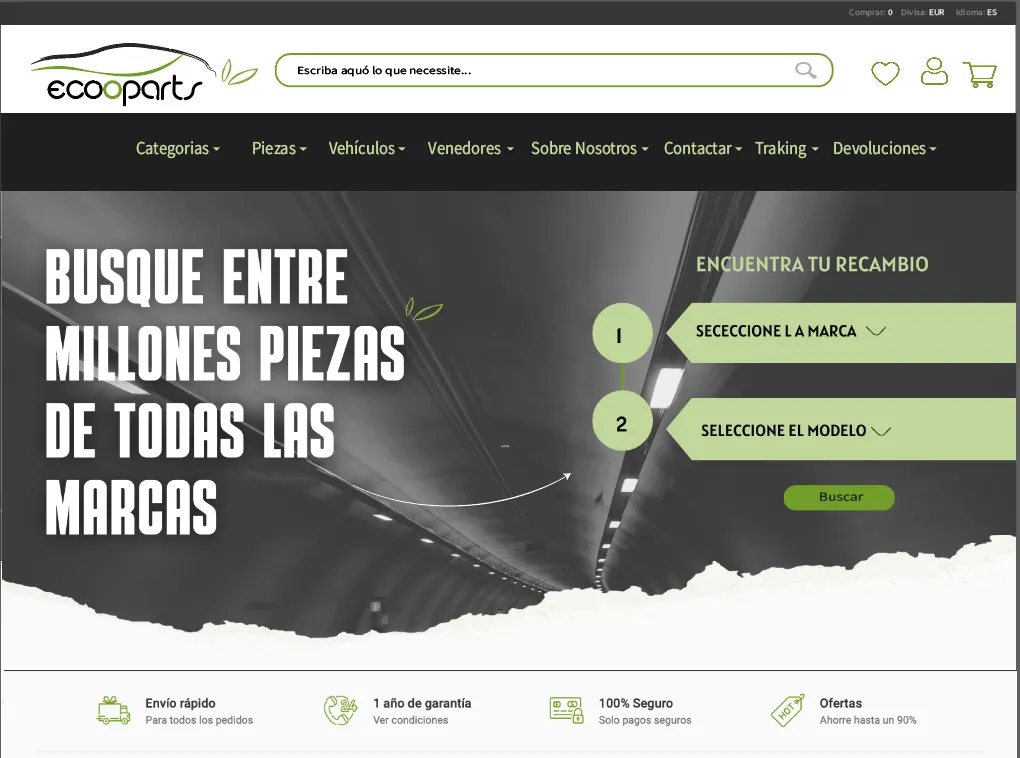 Comprar: 0 Divisa: EUR Idioma: ES
ecooparts
Escriba aquó lo que necesite...
Categorias Piezas Vehículos Venedores Sobre Nosotros Contactar Traking Devoluciones
BUSQUE ENTRE
MILLONES PIEZAS
DE TODAS LAS
MARCAS
ENCUENTRA TU RECAMBIO
1 SECECCIONE L A MARCA
2 SELECCIONE EL MODELO
Buscar
Envío rápido
Para todos los pedidos
24
1 año de garantía
Ver condiciones
100% Seguro
Solo pagos seguros
HOT
Ofertas
Ahorre hasta un 90%